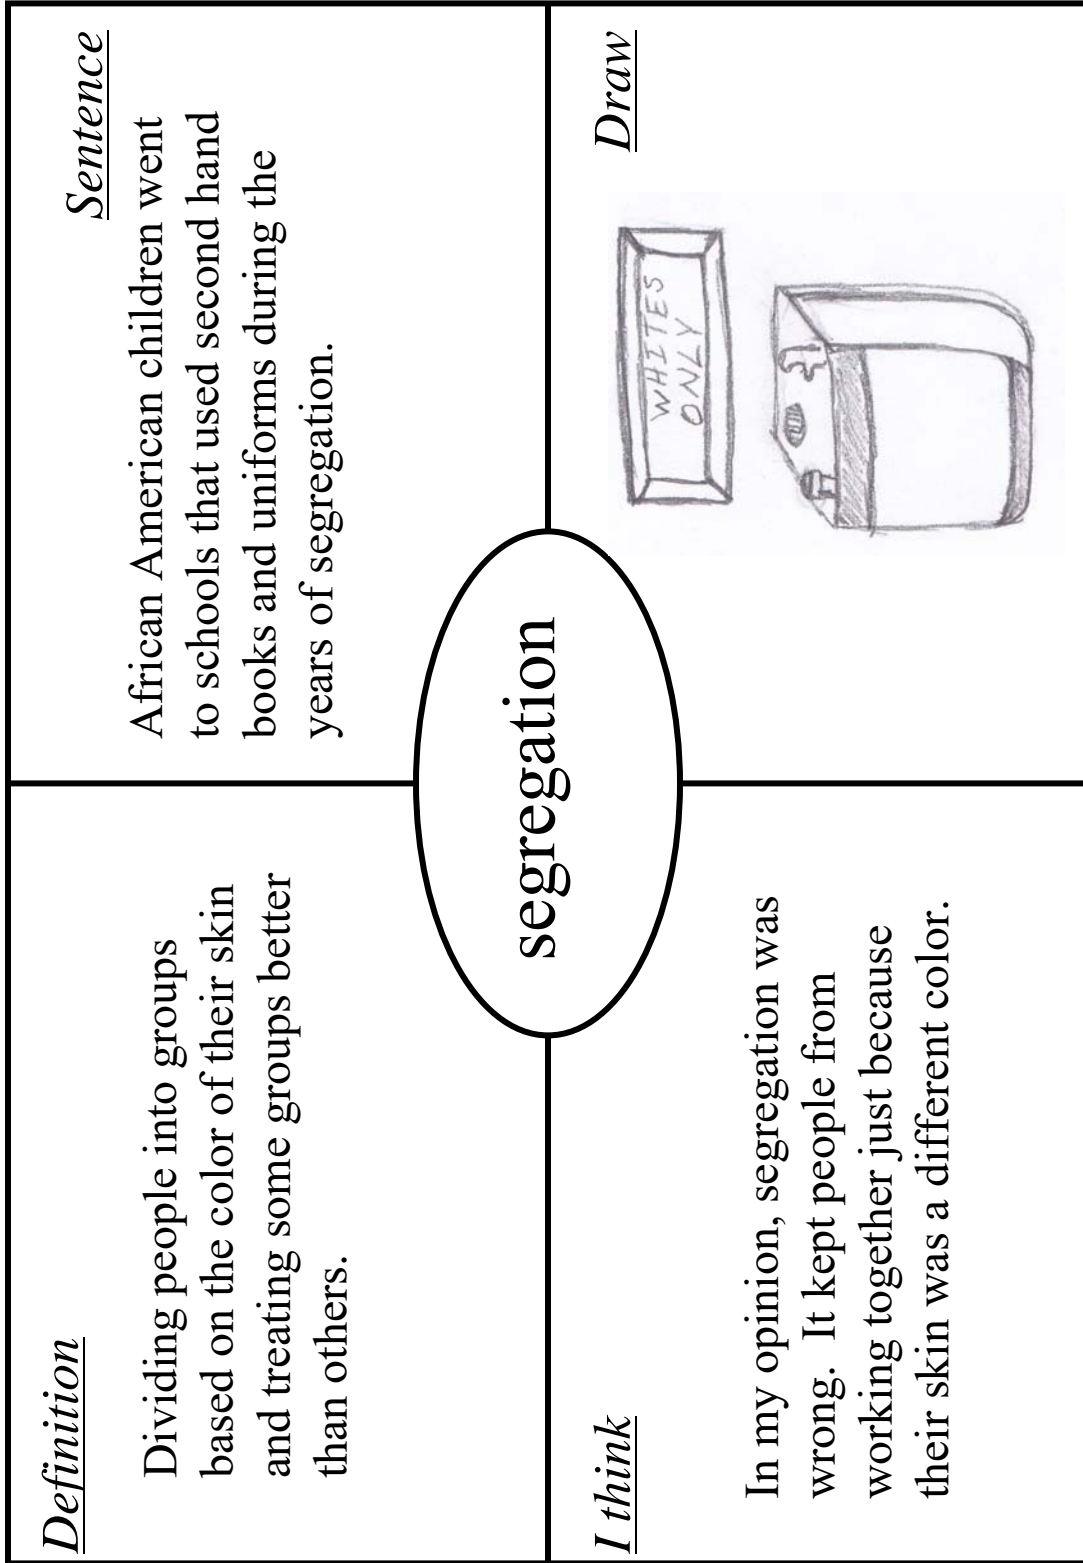 Definition
Dividing people into groups
based on the color of their skin
and treating some groups better
than others.
Sentence
African American children went
to schools that used second hand
books and uniforms during the
years of segregation.
segregation
I think
In my opinion, segregation was
wrong.  It kept people from
working together just because
their skin was a different color.
Draw
WHITES
ONLY